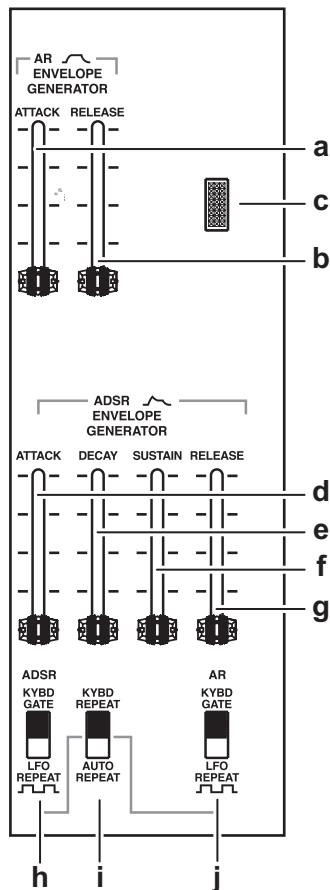 AR
ENVELOPE
GENERATOR
ATTACK RELEASE
a
c
b
ADSR
ENVELOPE
GENERATOR
ATTACK DECAY SUSTAIN RELEASE
d
e
f
g
ADSR AR
KYBD KYBD KYBD
GATE REPEAT GATE
LFO AUTO LFO
REPEAT REPEAT REPEAT
h i j